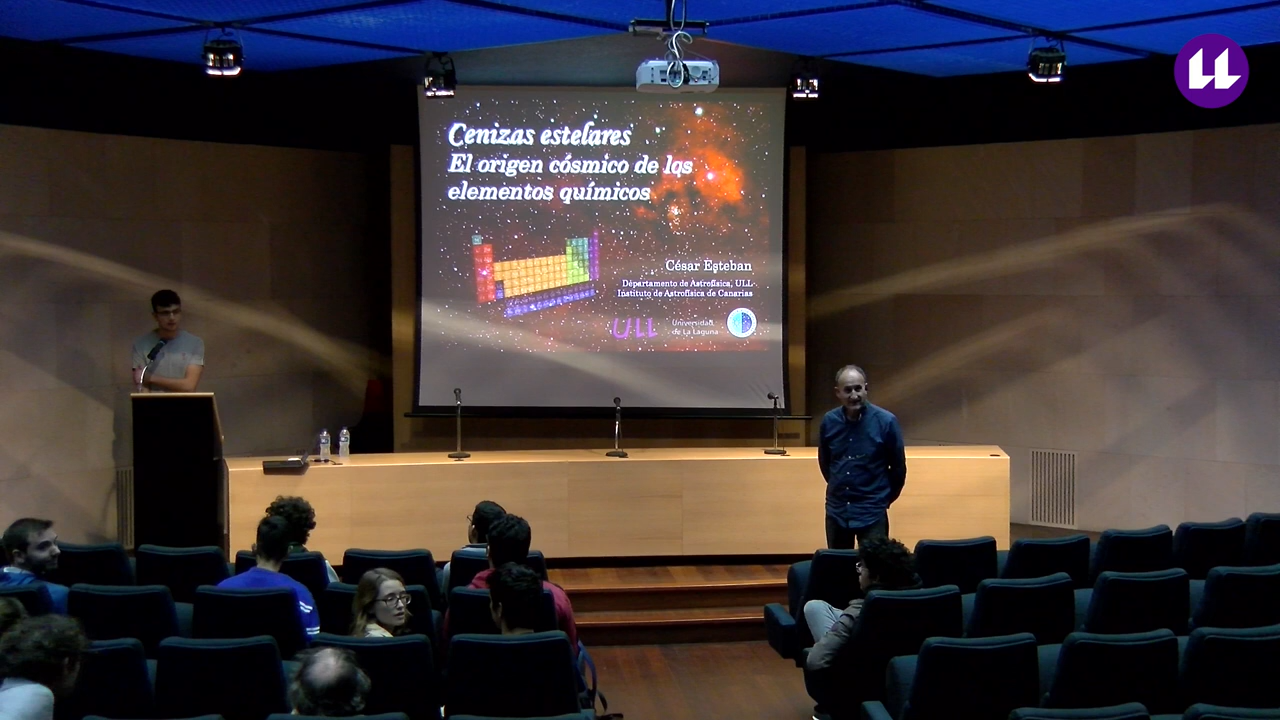 Cenizas estelares
El origen cósmico de los
elementos químicos
César Esteban
Departamento de Astrofísica, ULL
Instituto de Astrofísica de Canarias
ULL
Universidad
de La Laguna